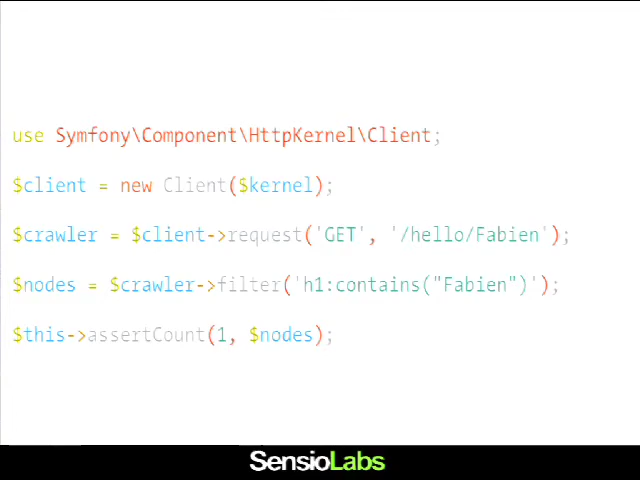 use Symfony\Component\HttpKernel\Client;
$client = new Client($kernel);
$crawler = $client->request('GET', '/hello/Fabien');
$nodes = $crawler->filter('h1:contains("Fabien")');
$this->assertCount(1, $nodes);
SensioLabs